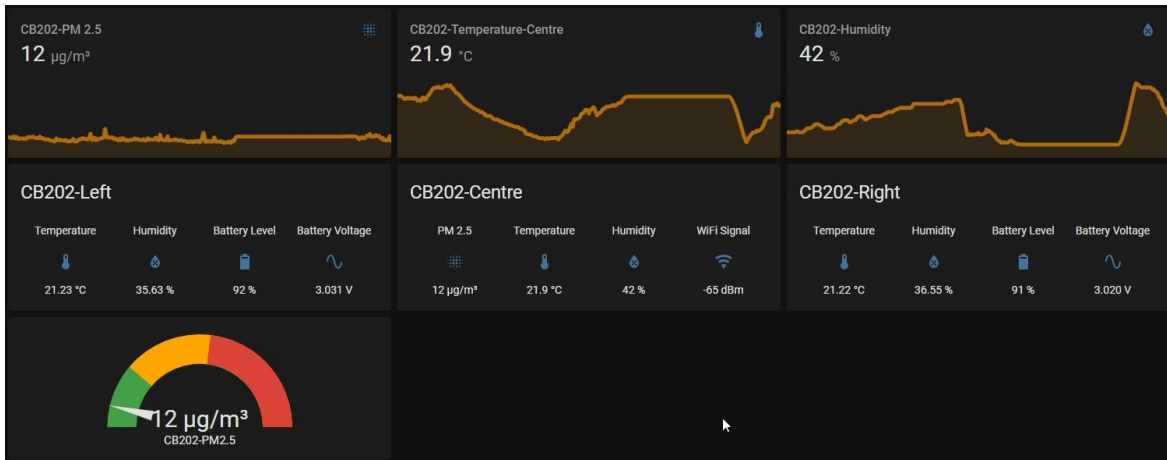 CB202-PM 2.5
12 µg/m³
CB202-Temperature-Centre
21.9 °C
CB202-Humidity
42 %
CB202-Left
Temperature Humidity Battery Level Battery Voltage
21.23 °C 35.63 % 92 % 3.031 V
CB202-Centre
PM 2.5 Temperature Humidity WiFi Signal
12 µg/m³ 21.9 °C 42 % -65 dBm
CB202-Right
Temperature Humidity Battery Level Battery Voltage
21.22 °C 36.55 % 91 % 3.020 V
12 µg/m³
CB202-PM2.5